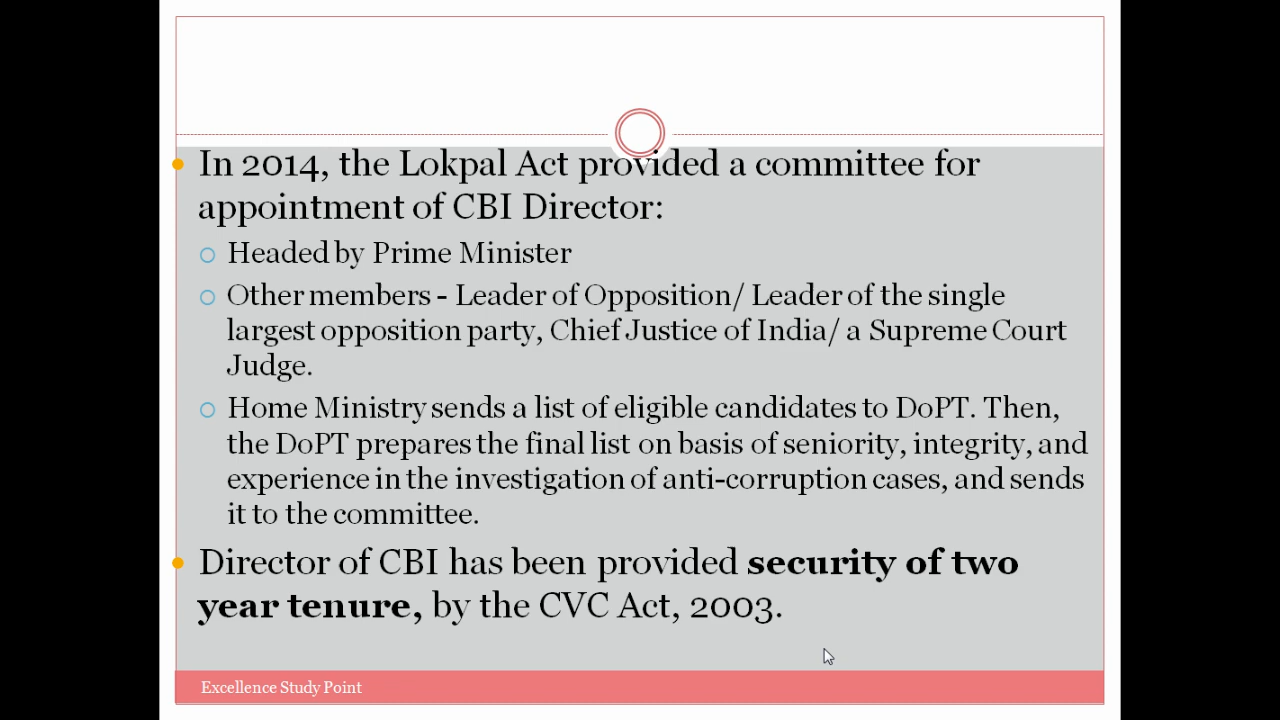 In 2014, the Lokpal Act provided a committee for
appointment of CBI Director:
Headed by Prime Minister
Other members - Leader of Opposition/ Leader of the single
largest opposition party, Chief Justice of India/ a Supreme Court
Judge.
Home Ministry sends a list of eligible candidates to DoPT. Then,
the DoPT prepares the final list on basis of seniority, integrity, and
experience in the investigation of anti-corruption cases, and sends
it to the committee.
Director of CBI has been provided security of two
year tenure, by the CVC Act, 2003.
Excellence Study Point